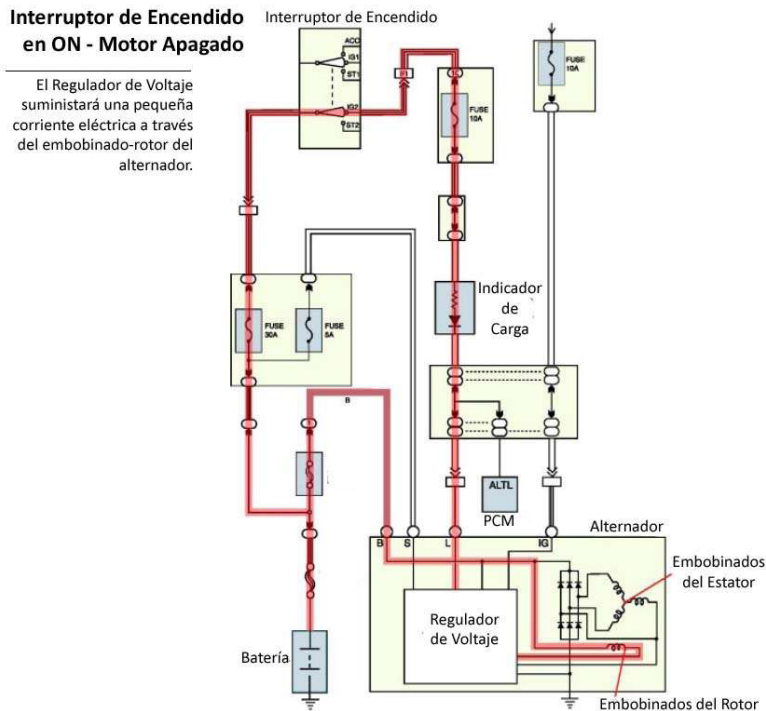 Interruptor de Encendido
en ON - Motor Apagado
El Regulador de Voltaje
suministará una pequeña
corriente eléctrica a través
del embobinado-rotor del
alternador.
Interruptor de Encendido
ACC
IG1
ST1
IG2
ST2
FUSE
10A
FUSE
10A
FUSE
30A
FUSE
5A
Indicador
de
Carga
B
ALTL
PCM
Alternador
B
S
L
IG
Regulador
de Voltaje
Embobinados
del Estator
Batería
Embobinados del Rotor